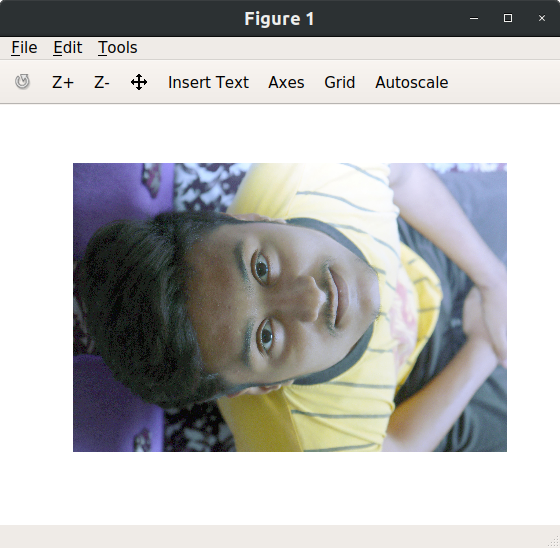 Figure 1
File Edit Tools
Z+ Z- Insert Text Axes Grid Autoscale